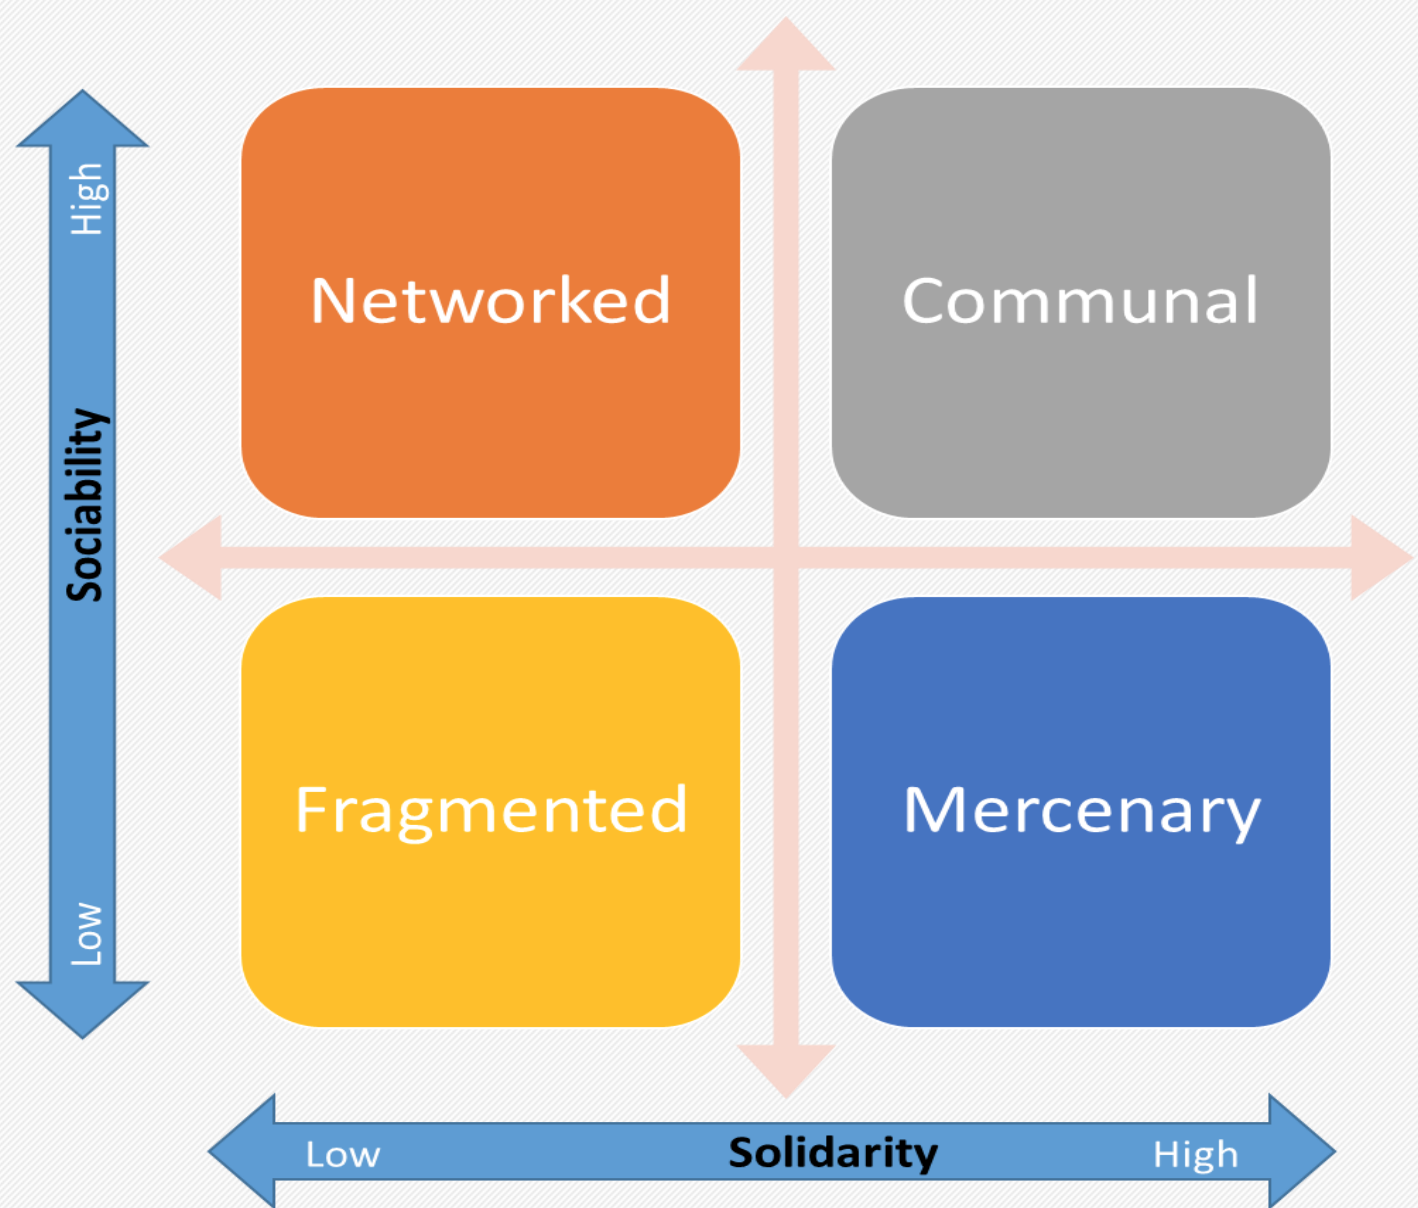 High
Networked
Communal
Sociability
Fragmented
Mercenary
Low
Low
Solidarity
High